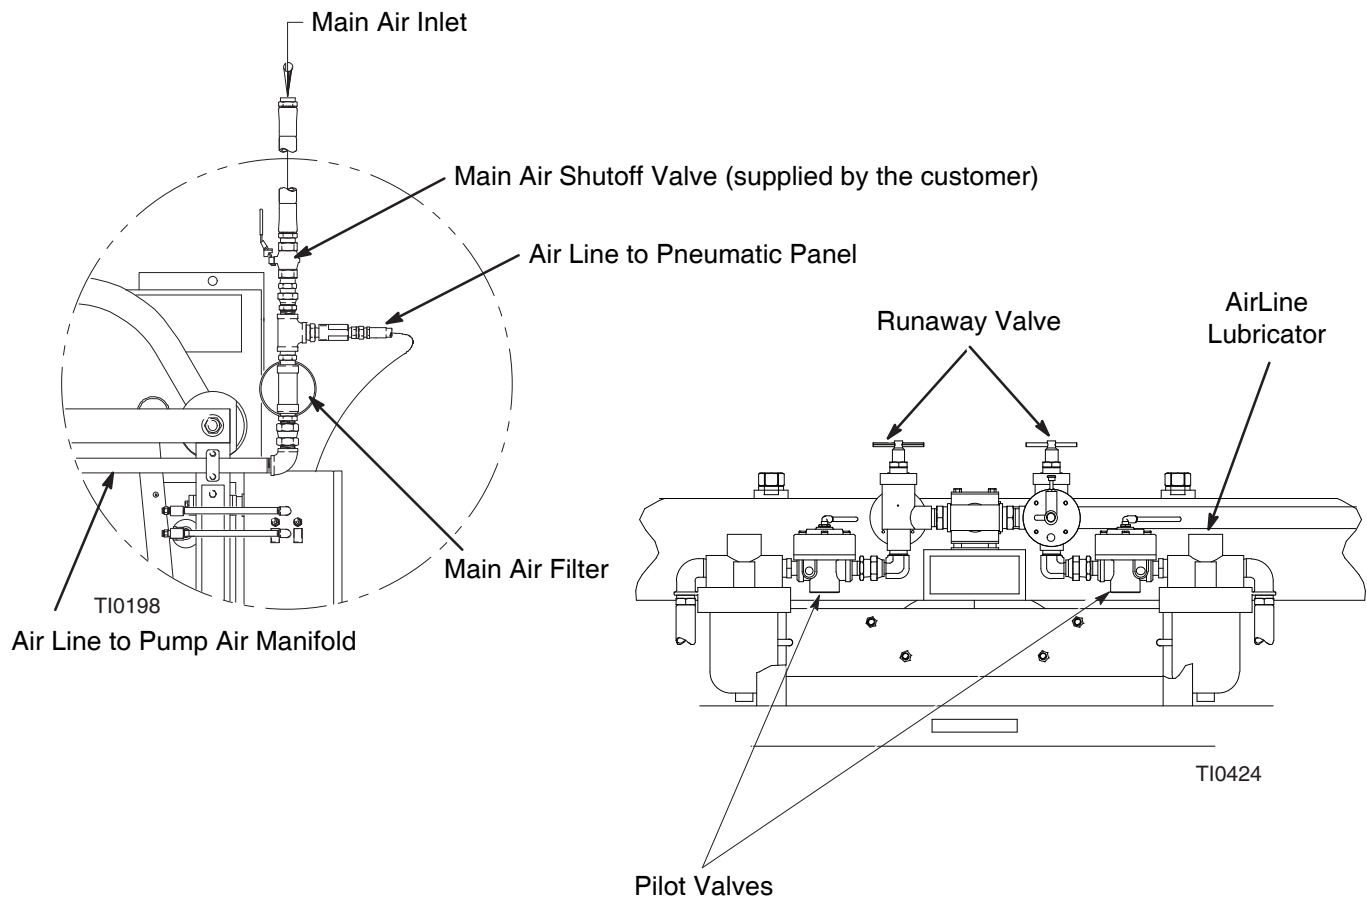 Main Air Inlet
Main Air Shutoff Valve (supplied by the customer)
Air Line to Pneumatic Panel
Main Air Filter
TI0198
Air Line to Pump Air Manifold
Runaway Valve
AirLine
Lubricator
TI0424
Pilot Valves